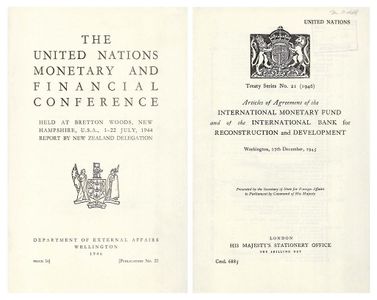 THE
UNITED NATIONS
MONETARY AND
FINANCIAL
CONFERENCE
HELD AT BRETTON WOODS, NEW
HAMPSHIRE, U.S.A., 1-22 JULY, 1944
REPORT BY NEW ZEALAND DELEGATION
DEPARTMENT OF EXTERNAL AFFAIRS
WELLINGTON
[PUBLICATION No.
UNITED NATIONS
Treaty Series No. 21 (1946)
Articles of Agreement of the
INTERNATIONAL MONETARY FUND
and of the INTERNATIONAL BANK for
RECONSTRUCTION and DEVELOPMENT
Washington, 27th December, 1945
Presented by the Secretary of State for Foreign Affairs
to Parliament by Command of His Majesty
LONDON
HIS MAJESTY'S STATIONERY OFFICE
Cmd. 6885